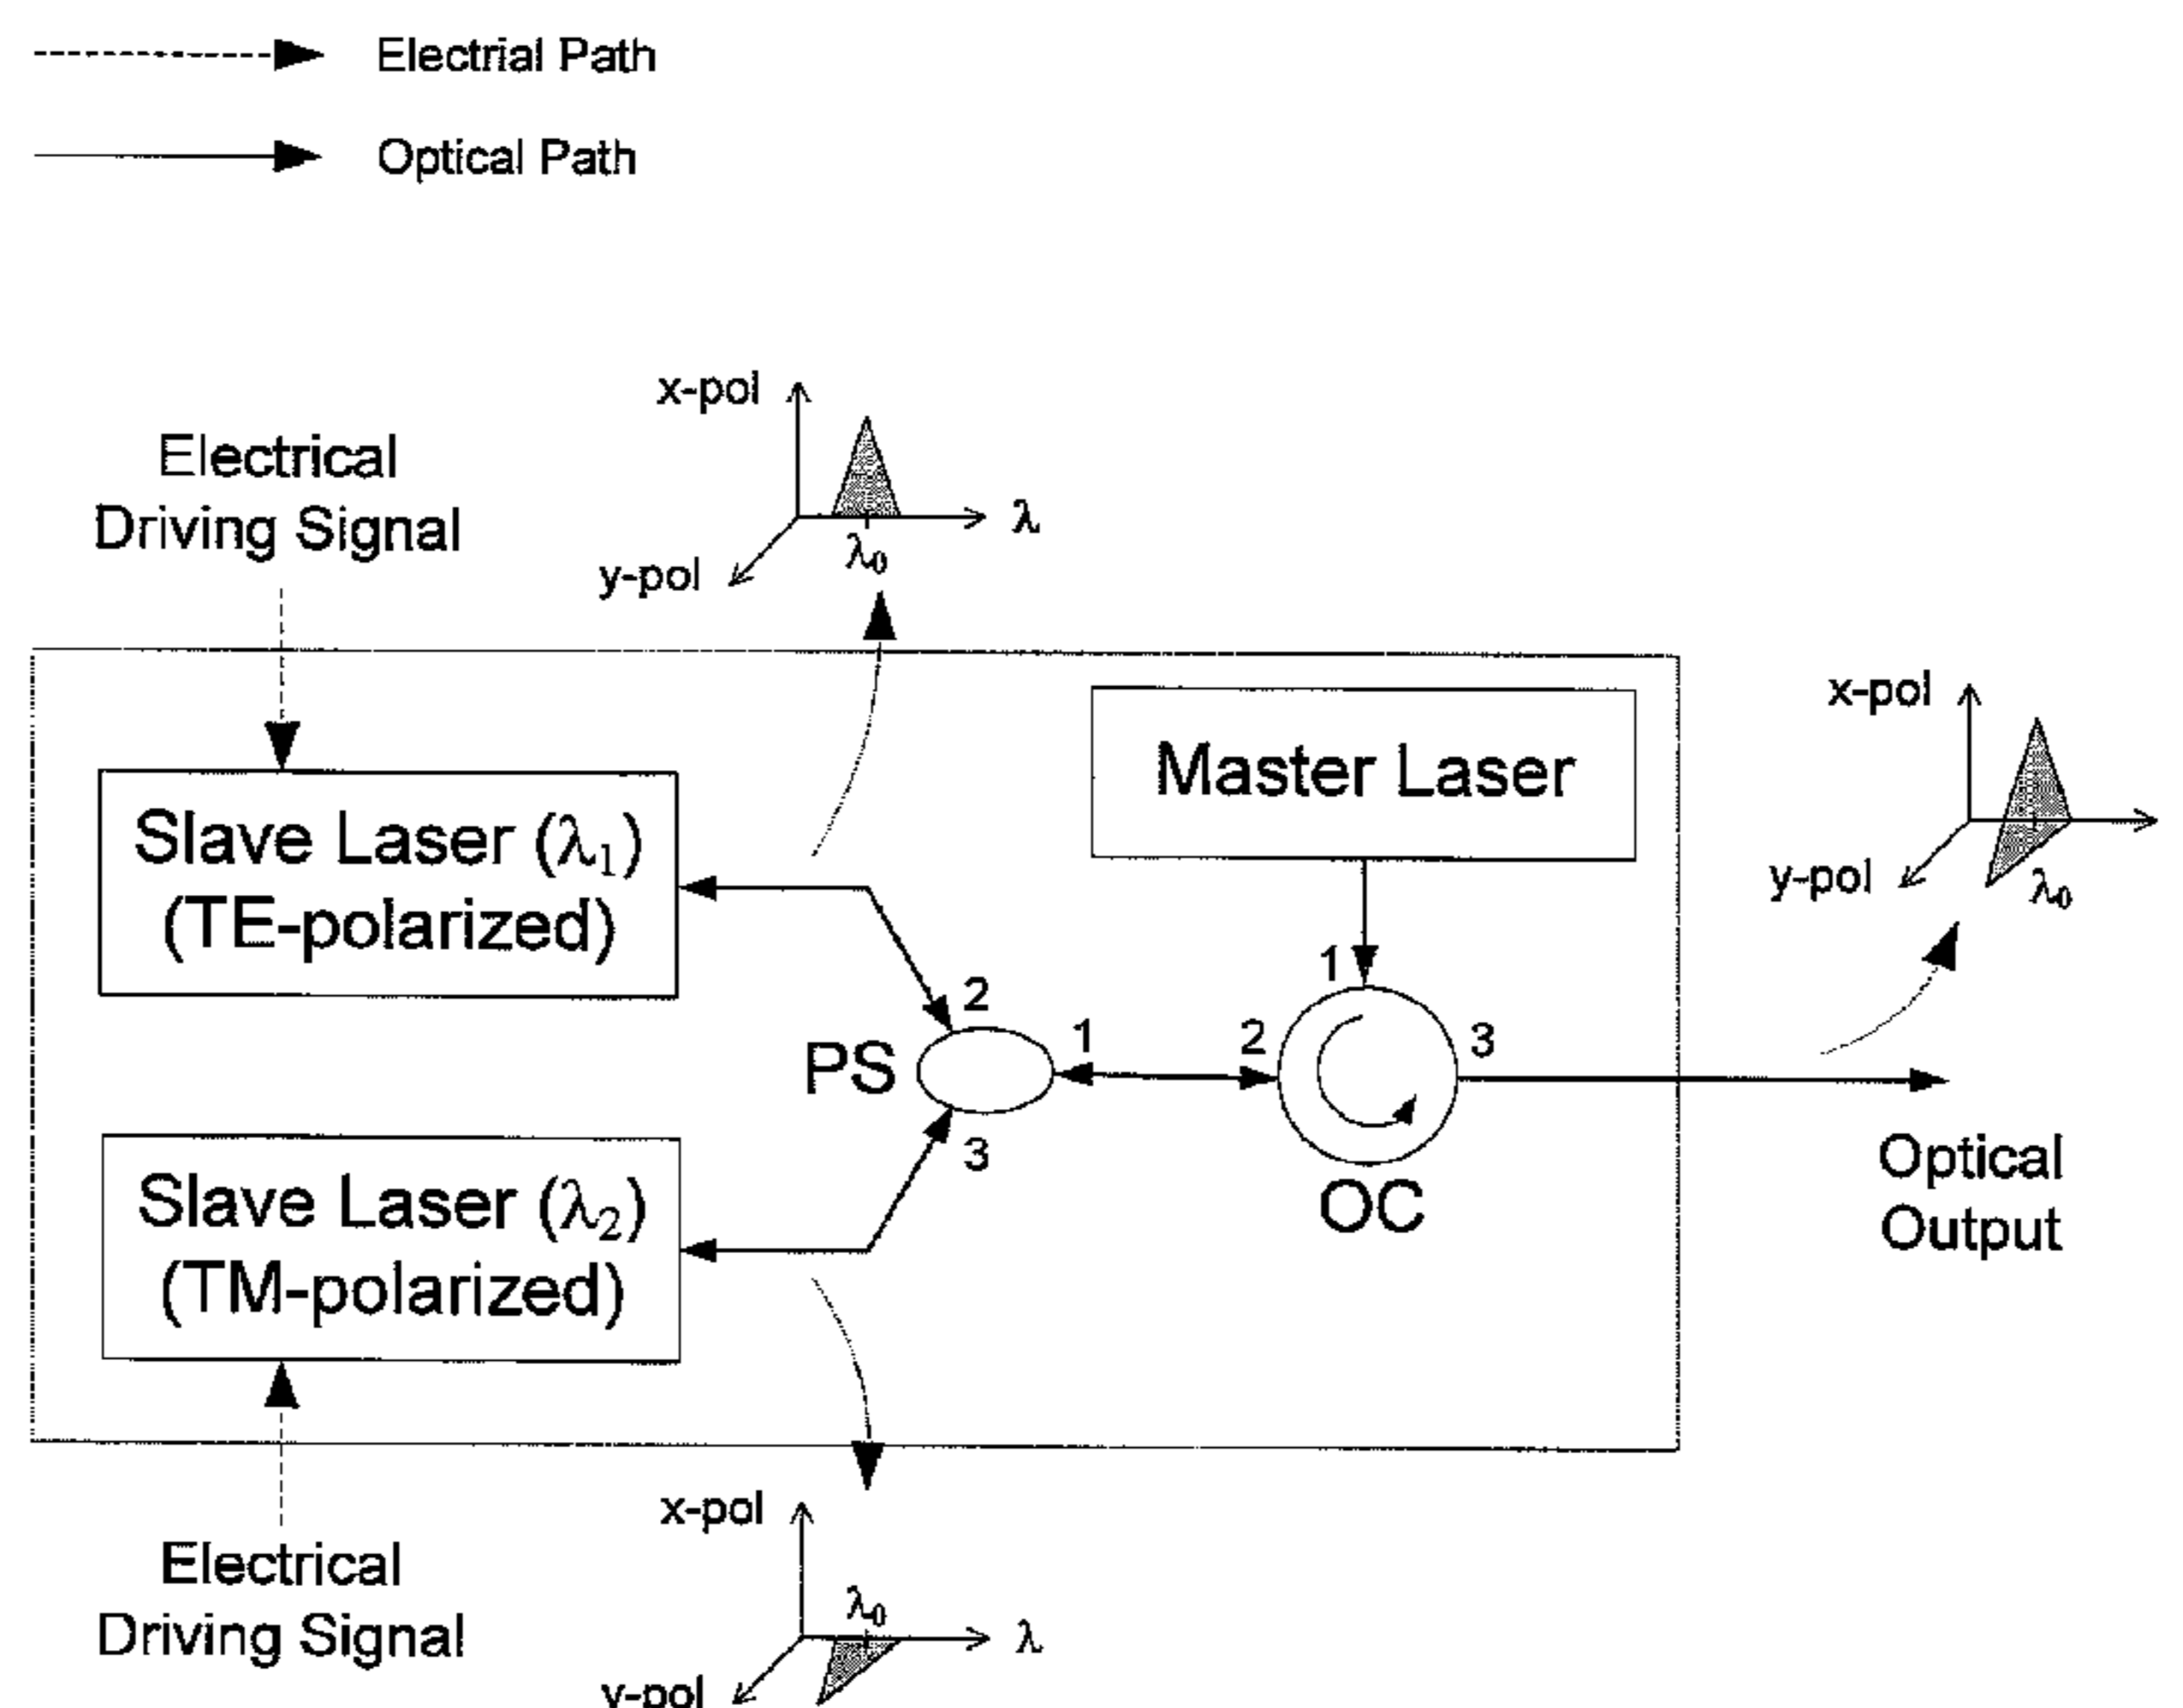 Electrial Path
Optical Path
x-pol
λ
λ₀
y-pol
Electrical
Driving Signal
Master Laser
x-pol
y-pol
λ₀
Slave Laser (λ₁)
(TE-polarized)
1
2
PS
1
2
3
3
OC
Optical
Output
Slave Laser (λ₂)
(TM-polarized)
Electrical
Driving Signal
x-pol
λ₀
λ
y-pol